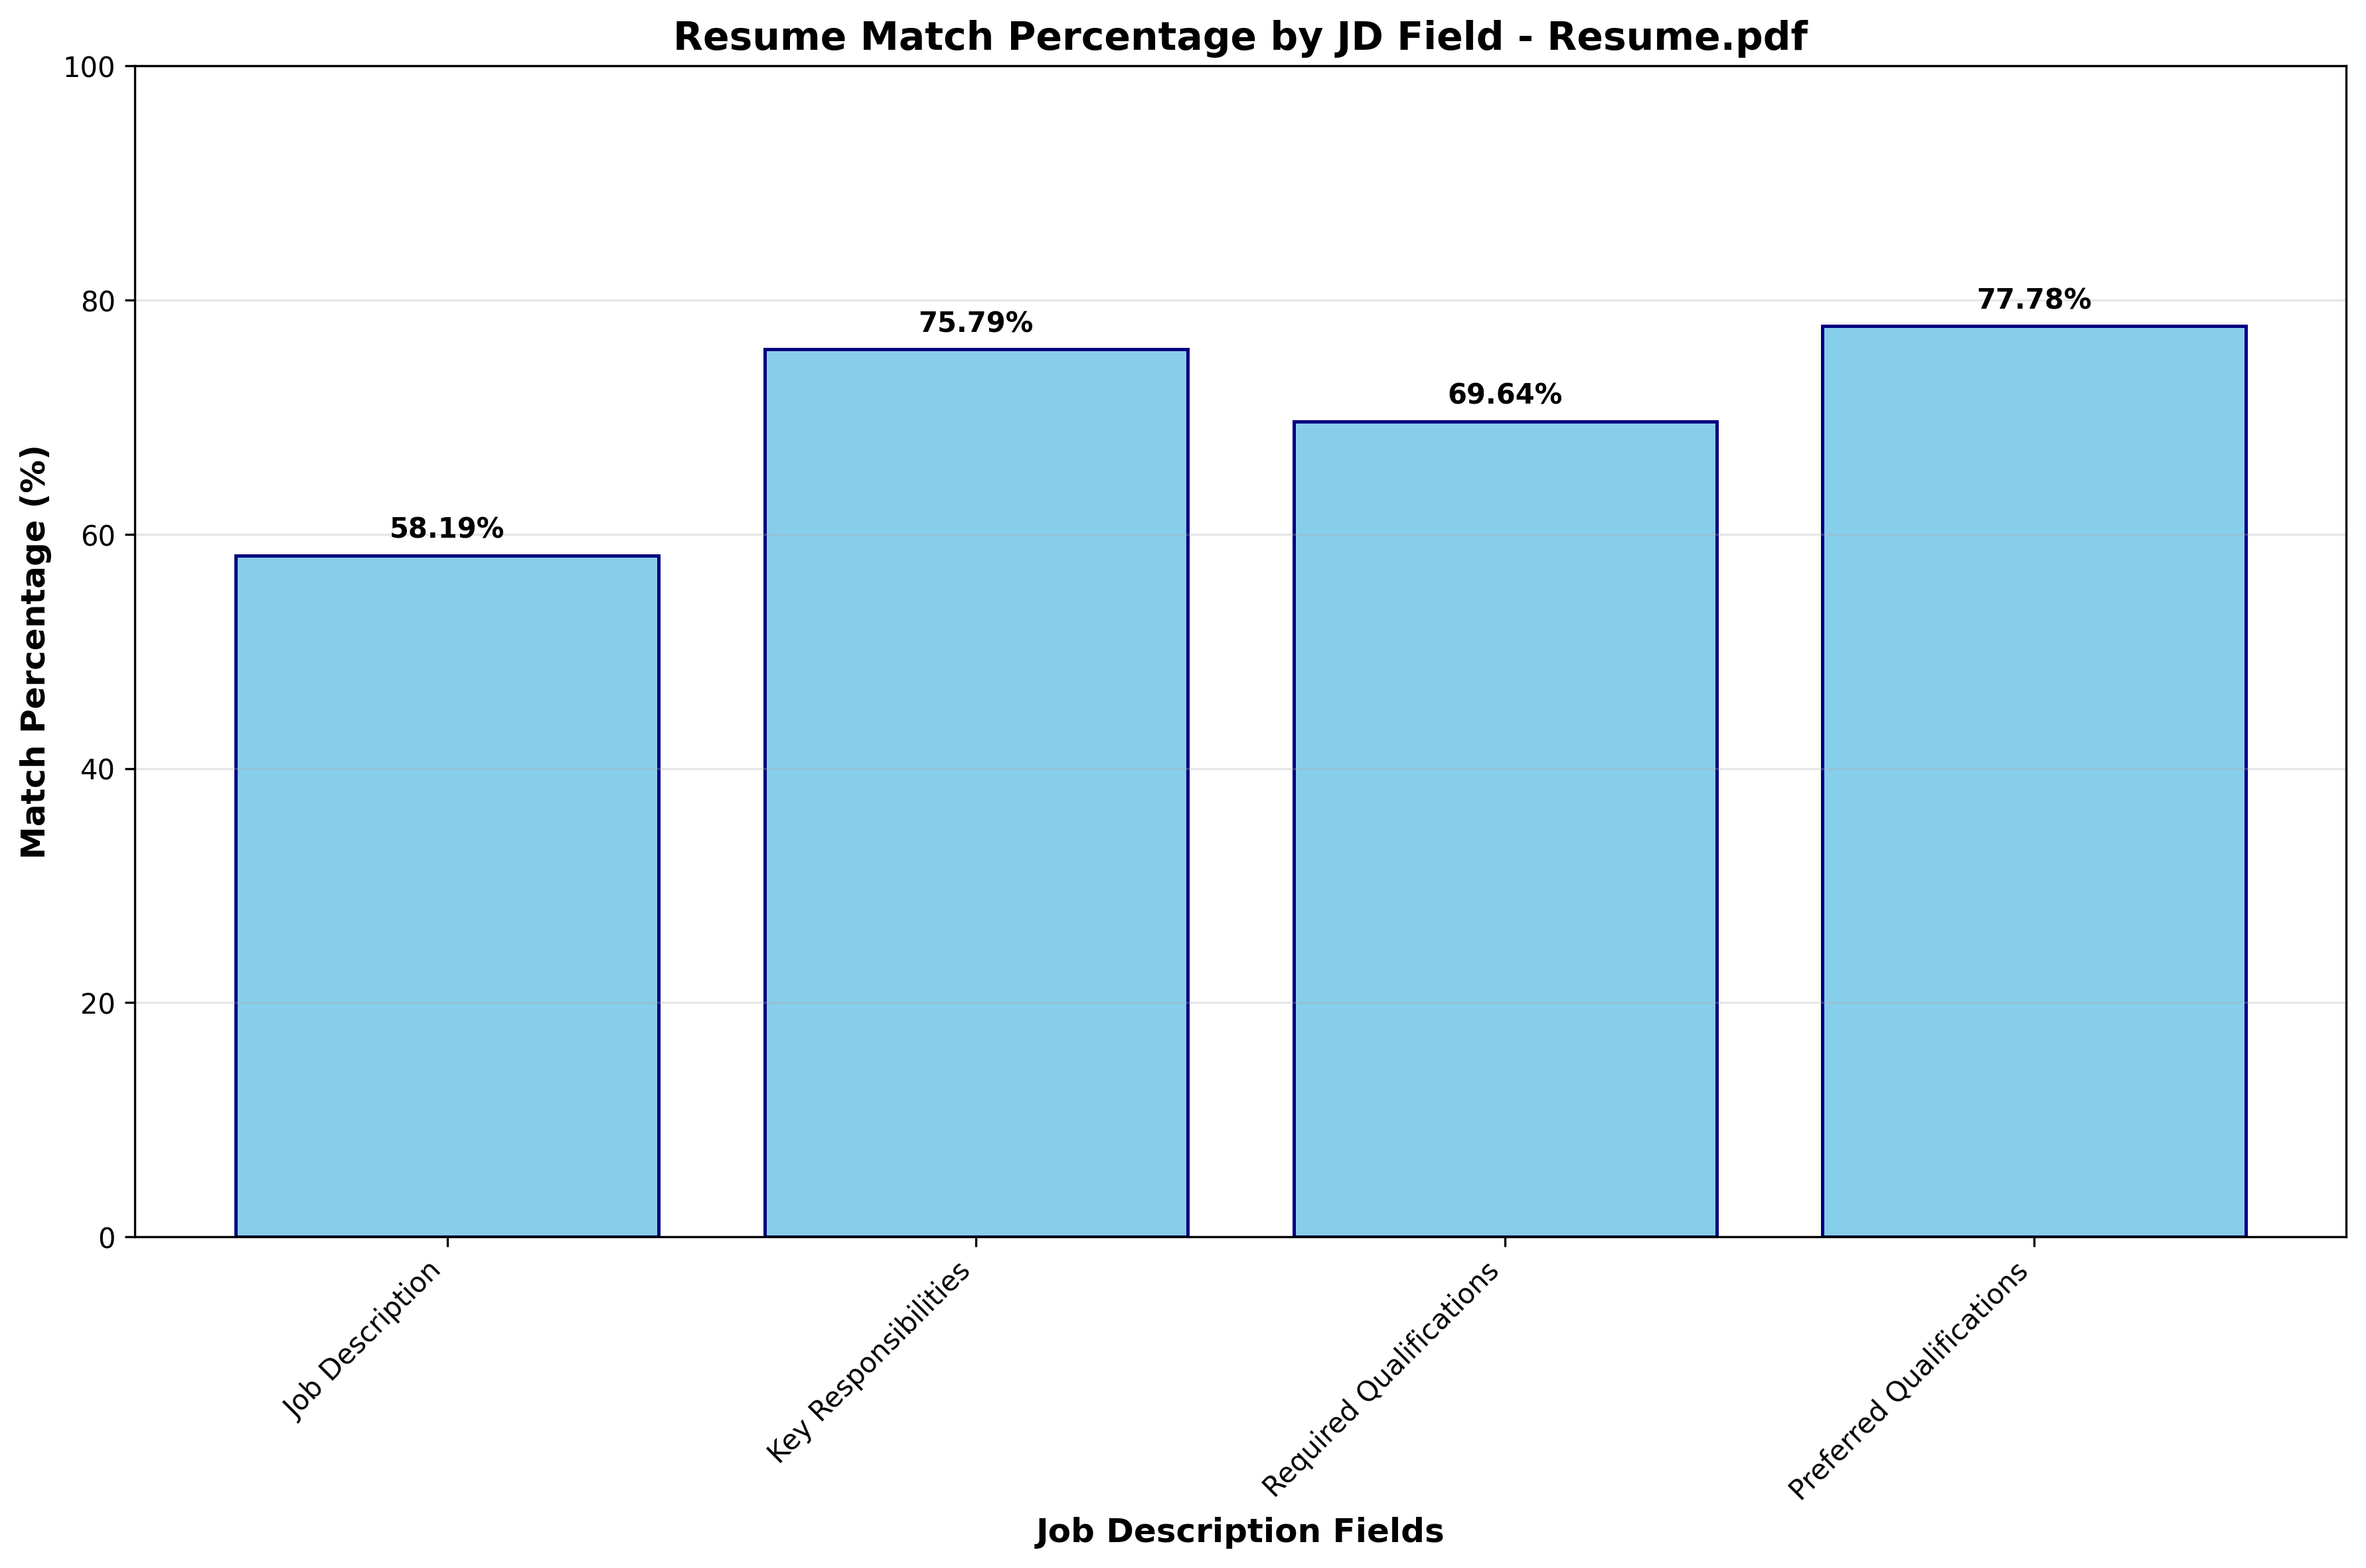 Resume Match Percentage by JD Field - Resume.pdf
Match Percentage (%)
100
80
60
40
20
0
58.19%
75.79%
69.64%
77.78%
Job Description
Key Responsibilities
Required Qualifications
Preferred Qualifications
Job Description Fields